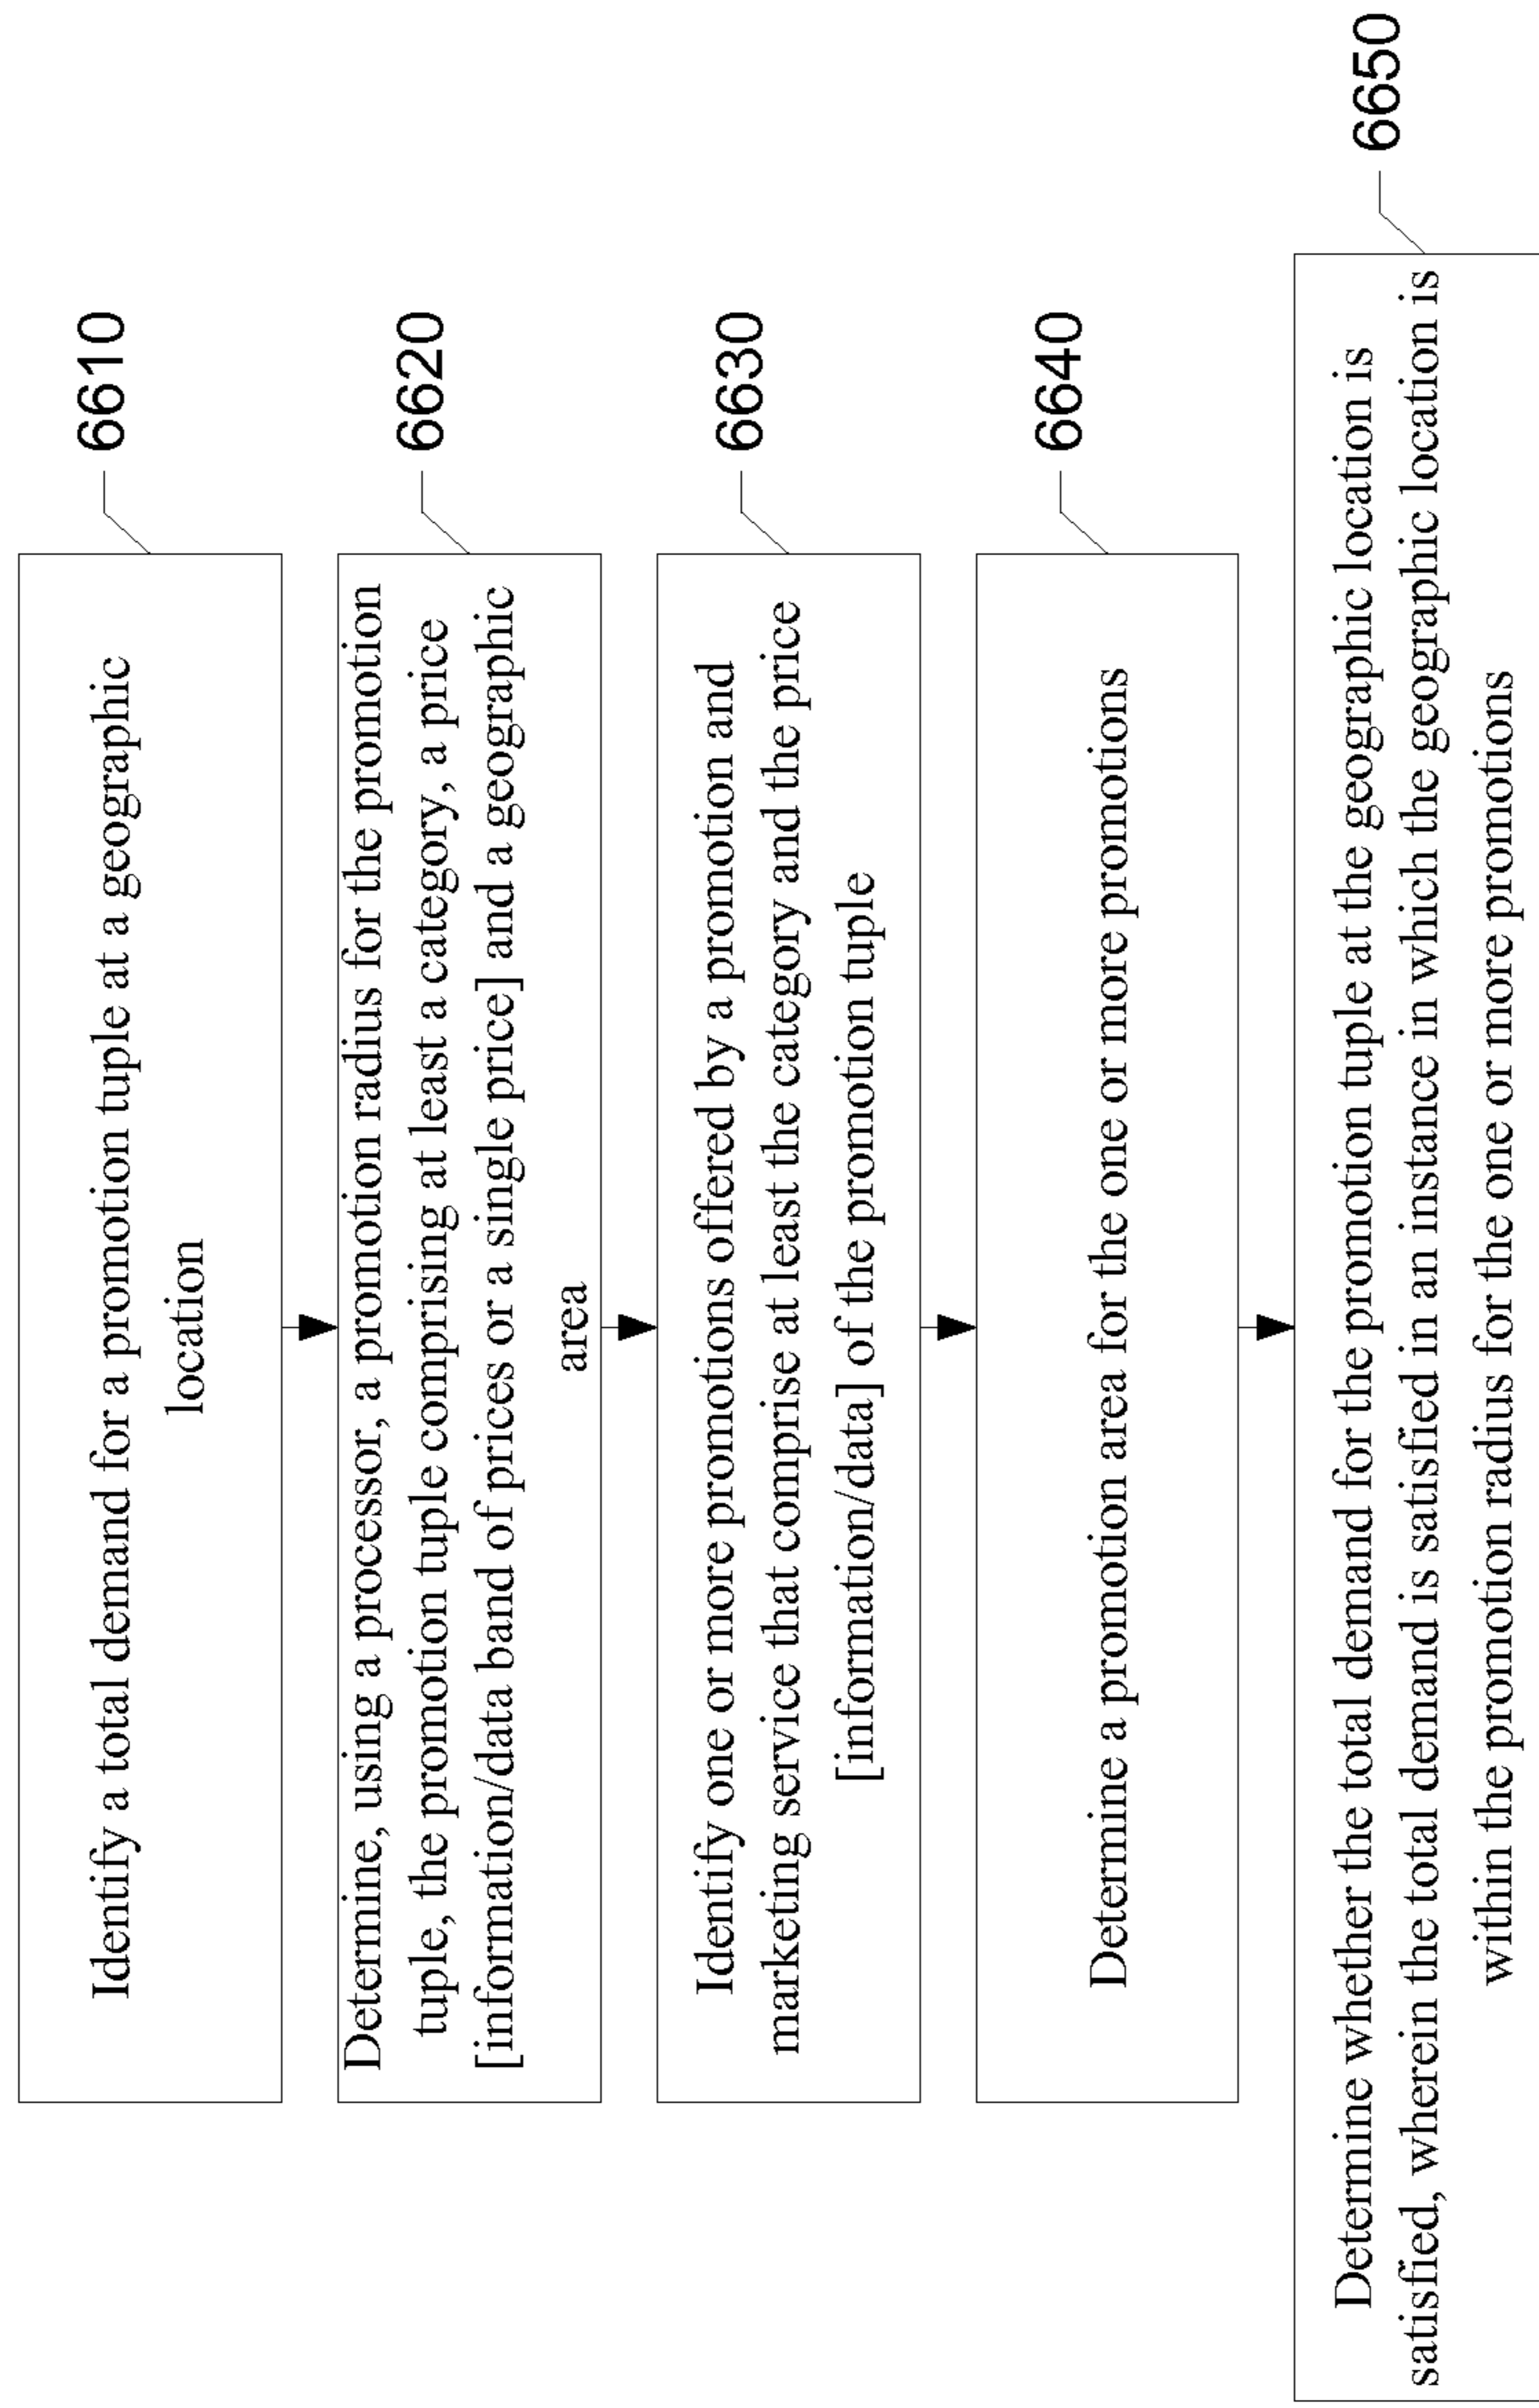 Identify a total demand for a promotion tuple at a geographic
location
6610
Determine, using a processor, a promotion radius for the promotion
tuple, the promotion tuple comprising at least a category, a price
[information/data band of prices or a single price] and a geographic
area
6620
Identify one or more promotions offered by a promotion and
marketing service that comprise at least the category and the price
[information/data] of the promotion tuple
6630
Determine a promotion area for the one or more promotions
6640
Determine whether the total demand for the promotion tuple at the geographic location is
satisfied, wherein the total demand is satisfied in an instance in which the geographic location is
within the promotion radius for the one or more promotions
6650